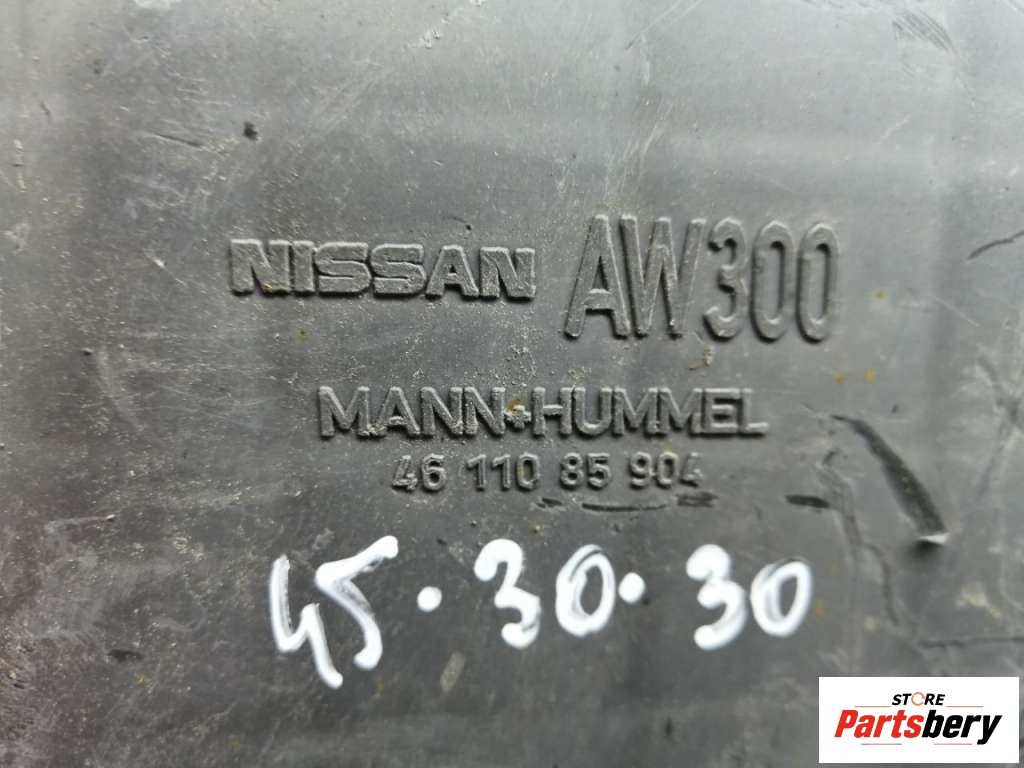 NISSAN AW300
MANN+HUMMEL
46 110 85 904
45.30.30
STORE
Partsbery